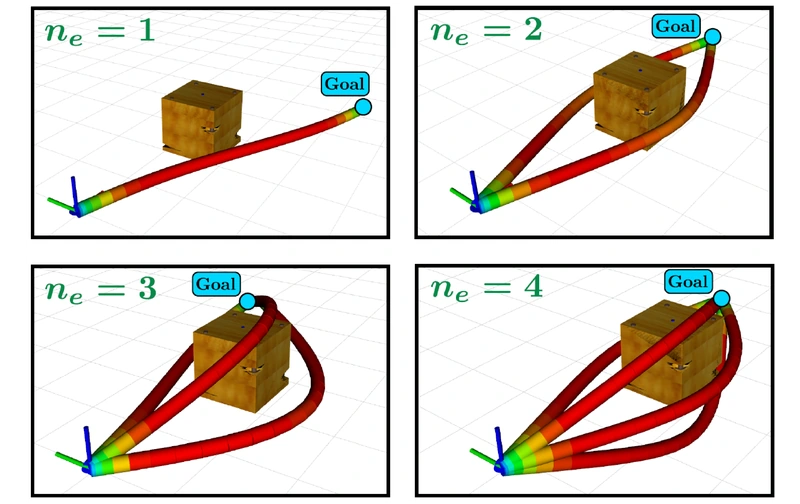 n_e = 1
Goal
n_e = 2
Goal
n_e = 3
Goal
n_e = 4
Goal